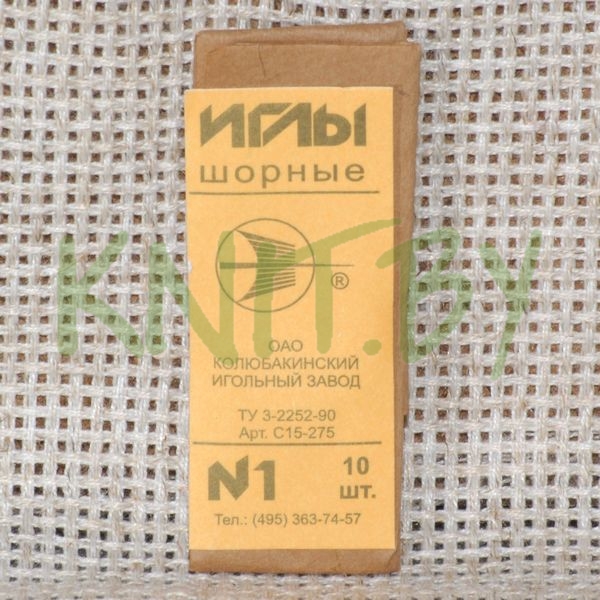 ИГЛЫ
шорные
®
ОАО
КОЛЮБАКИНСКИЙ
ИГОЛЬНЫЙ ЗАВОД
ТУ 3-2252-90
Арт. С15-275
№1
10
шт.
Тел.: (495) 363-74-57
KNIT.BY